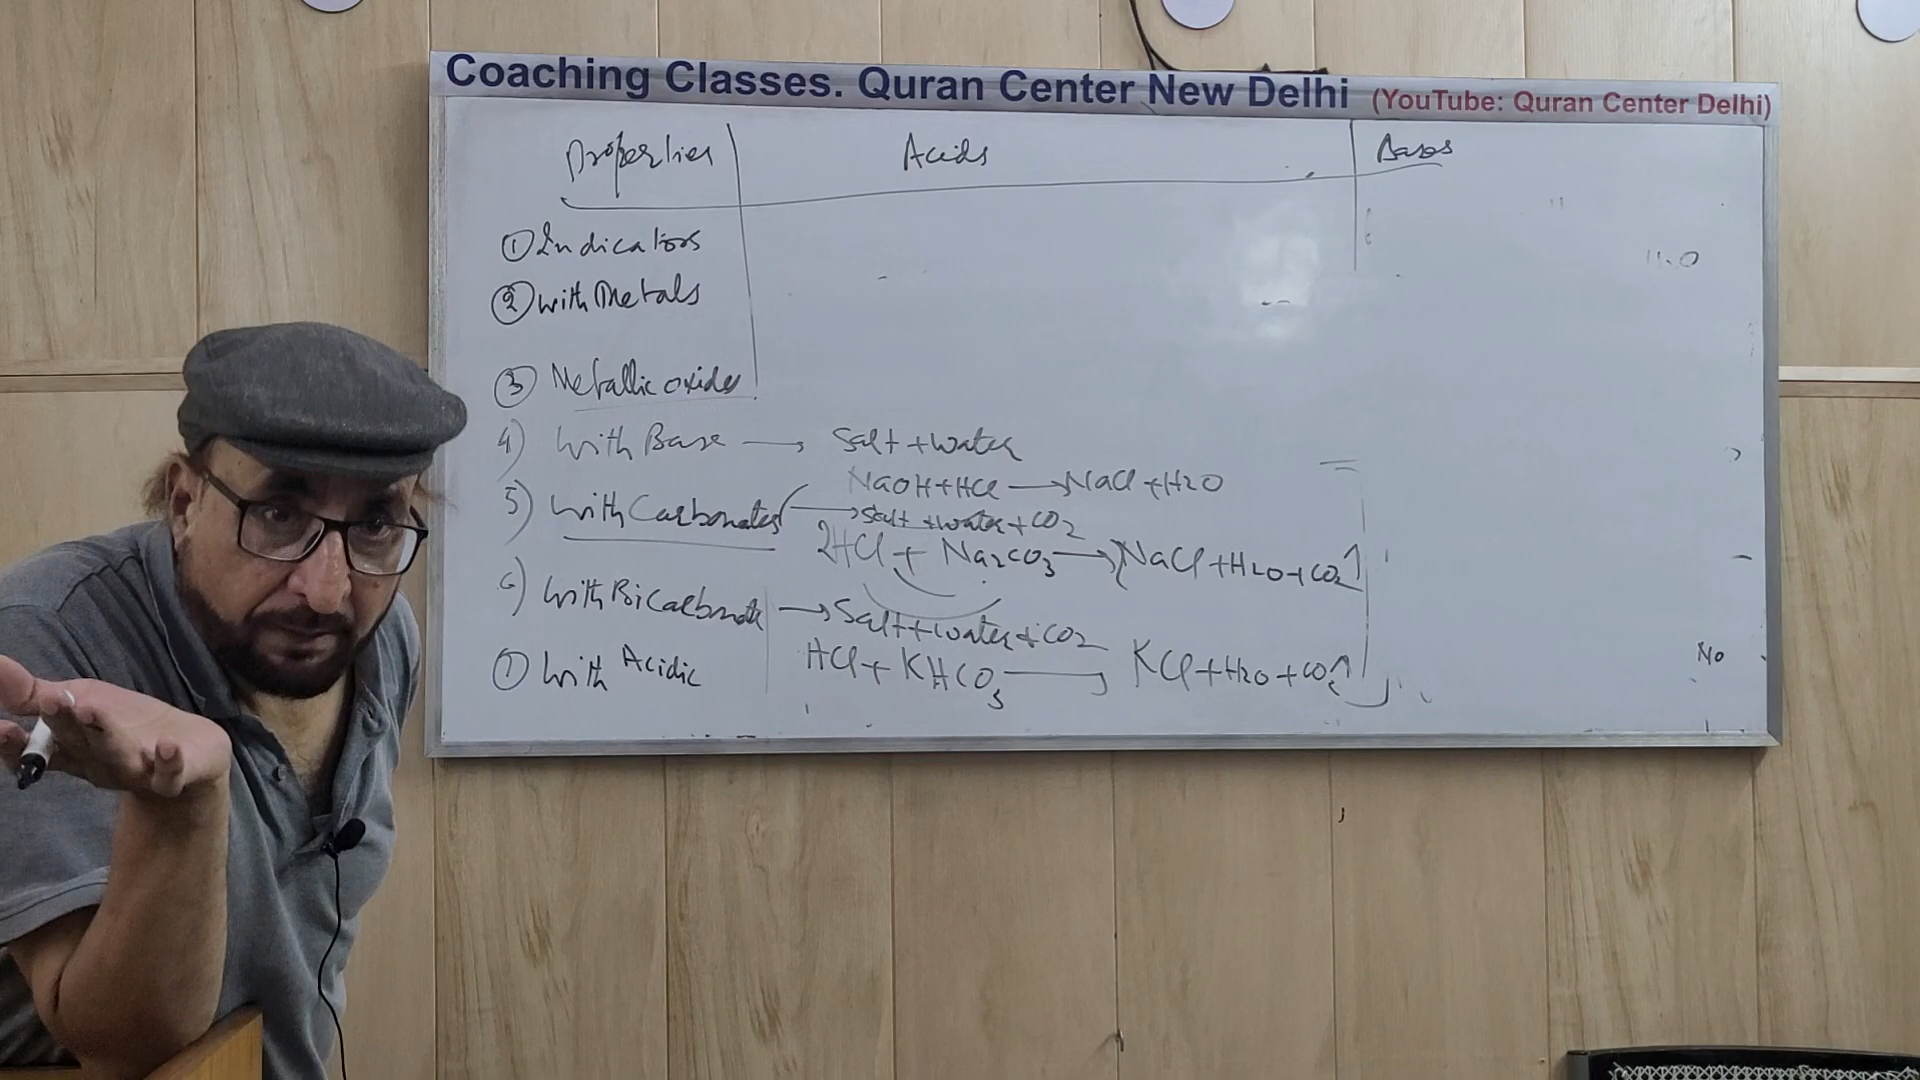 Coaching Classes. Quran Center New Delhi (YouTube: Quran Center Delhi)
Properties Acids Bases
① Indicators
② with Metals
③ Metallic oxides
4) with Base → Salt + water
NaOH + HCl → NaCl + H2O
5) with Carbonates → Salt + water + CO2
2HCl + Na2CO3 → NaCl + H2O + CO2↑
6) with Bicarbonate → Salt + water + CO2
HCl + KHCO3 → KCl + H2O + CO2↑
⑦ with Acidic
No